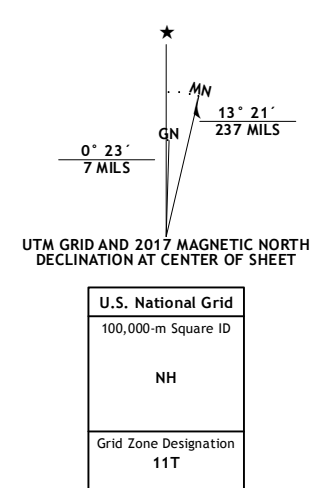 ★
MN
GN
0° 23´
7 MILS
13° 21´
237 MILS
UTM GRID AND 2017 MAGNETIC NORTH
DECLINATION AT CENTER OF SHEET
U.S. National Grid
100,000-m Square ID
NH
Grid Zone Designation
11T